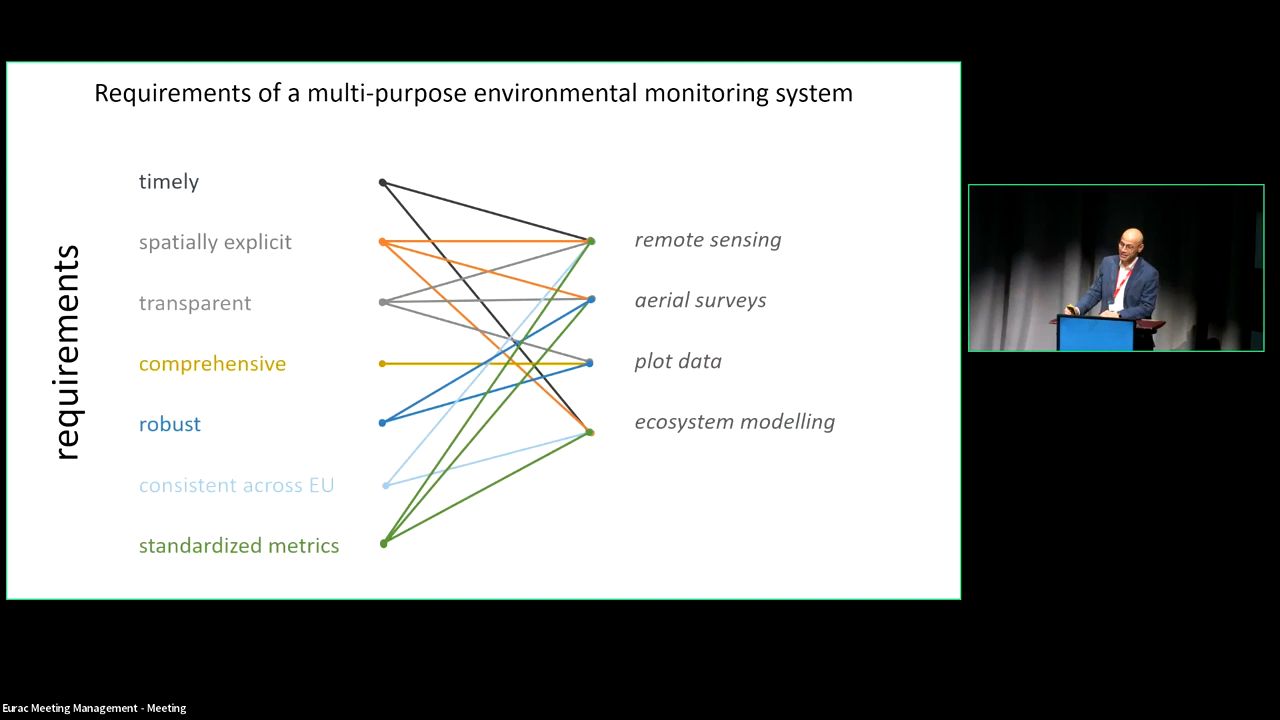 Requirements of a multi-purpose environmental monitoring system
requirements
timely
spatially explicit
transparent
comprehensive
robust
consistent across EU
standardized metrics
remote sensing
aerial surveys
plot data
ecosystem modelling
Eurac Meeting Management - Meeting